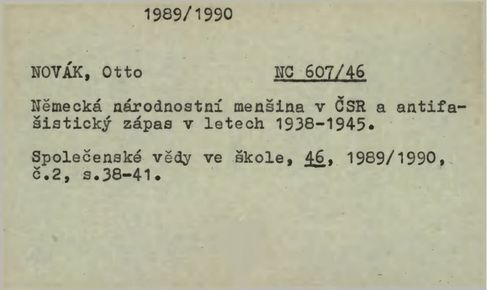 1989/1990
NOVÁK, Otto NC 607/46
Německá národnostní menšina v ČSR a antifa-
šistický zápas v letech 1938-1945.
Společenské vědy ve škole, 46, 1989/1990,
č.2, s.38-41.